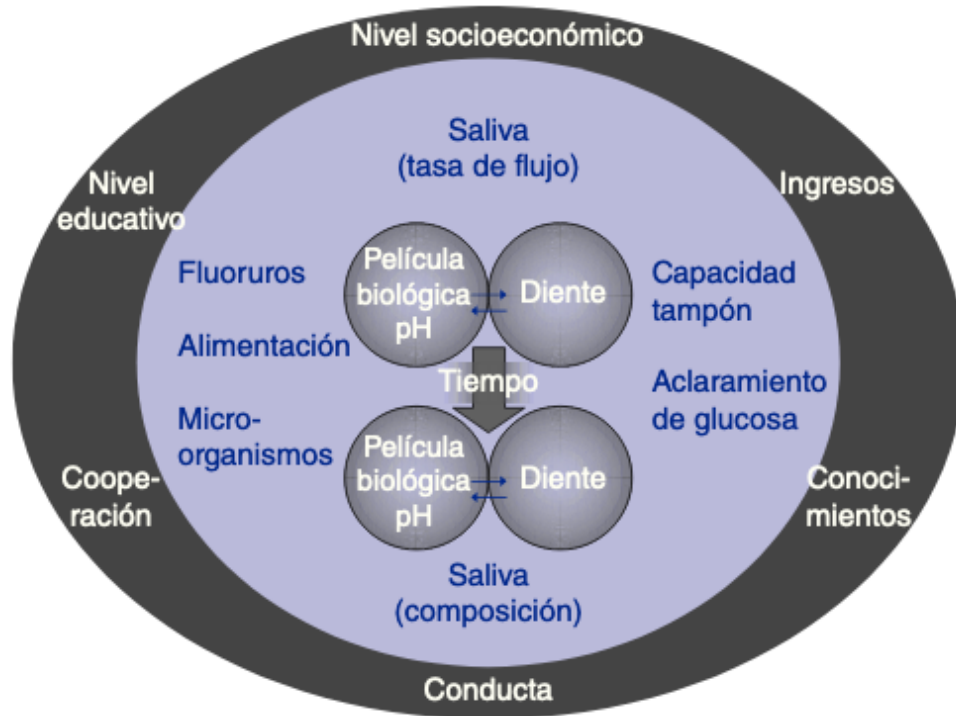 Nivel socioeconómico
Saliva
(tasa de flujo)
Nivel
educativo
Ingresos
Fluoruros
Película
biológica
pH
Diente
Capacidad
tampón
Alimentación
Tiempo
Aclaramiento
de glucosa
Micro-
organismos
Película
biológica
pH
Diente
Coope-
ración
Conoci-
mientos
Saliva
(composición)
Conducta